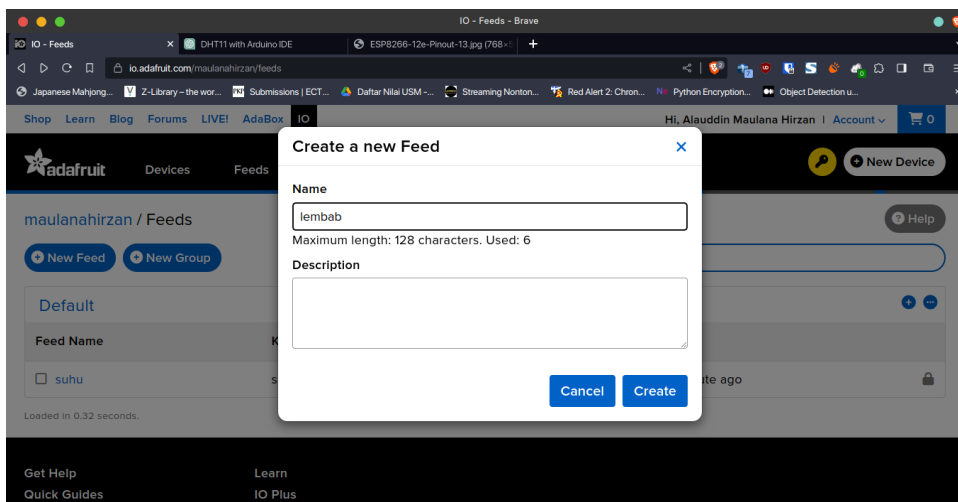 IO - Feeds - Brave
IO - Feeds
DHT11 with Arduino IDE
ESP8266-12e-Pinout-13.jpg (768×
io.adafruit.com/maulanahirzan/feeds
Japanese Mahjong... Z-Library – the wor... Submissions | ECT... Daftar Nilai USM -... Streaming Nonton... Red Alert 2: Chron... Python Encryption... Object Detection u...
Shop Learn Blog Forums LIVE! AdaBox IO Hi, Alauddin Maulana Hirzan | Account 0
adafruit Devices Feeds New Device
maulanahirzan / Feeds Help
New Feed New Group
Default
Feed Name K
suhu s ute ago
Loaded in 0.32 seconds.
Create a new Feed
Name
lembab
Maximum length: 128 characters. Used: 6
Description
Cancel Create
Get Help Learn
Quick Guides IO Plus